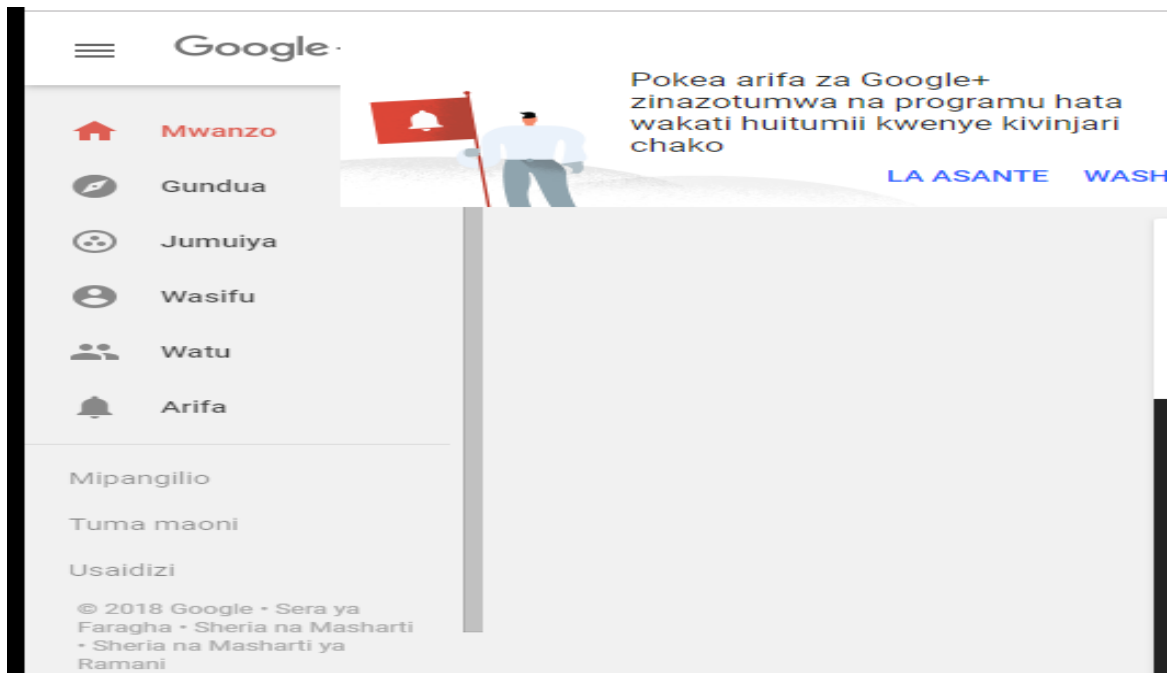 Google
Pokea arifa za Google+
zinazotumwa na programu hata
wakati huitumii kwenye kivinjari
chako
LA ASANTE WASH
Mwanzo
Gundua
Jumuiya
Wasifu
Watu
Arifa
Mipangilio
Tuma maoni
Usaidizi
© 2018 Google • Sera ya
Faragha • Sheria na Masharti
• Sheria na Masharti ya
Ramani